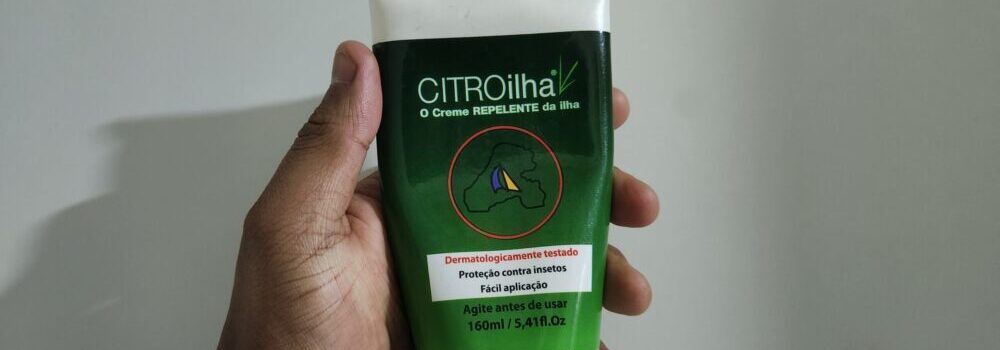 CITROilha®
O Creme REPELENTE da ilha
Dermatologicamente testado
Proteção contra insetos
Fácil aplicação
Agite antes de usar
160ml / 5,41fl.Oz